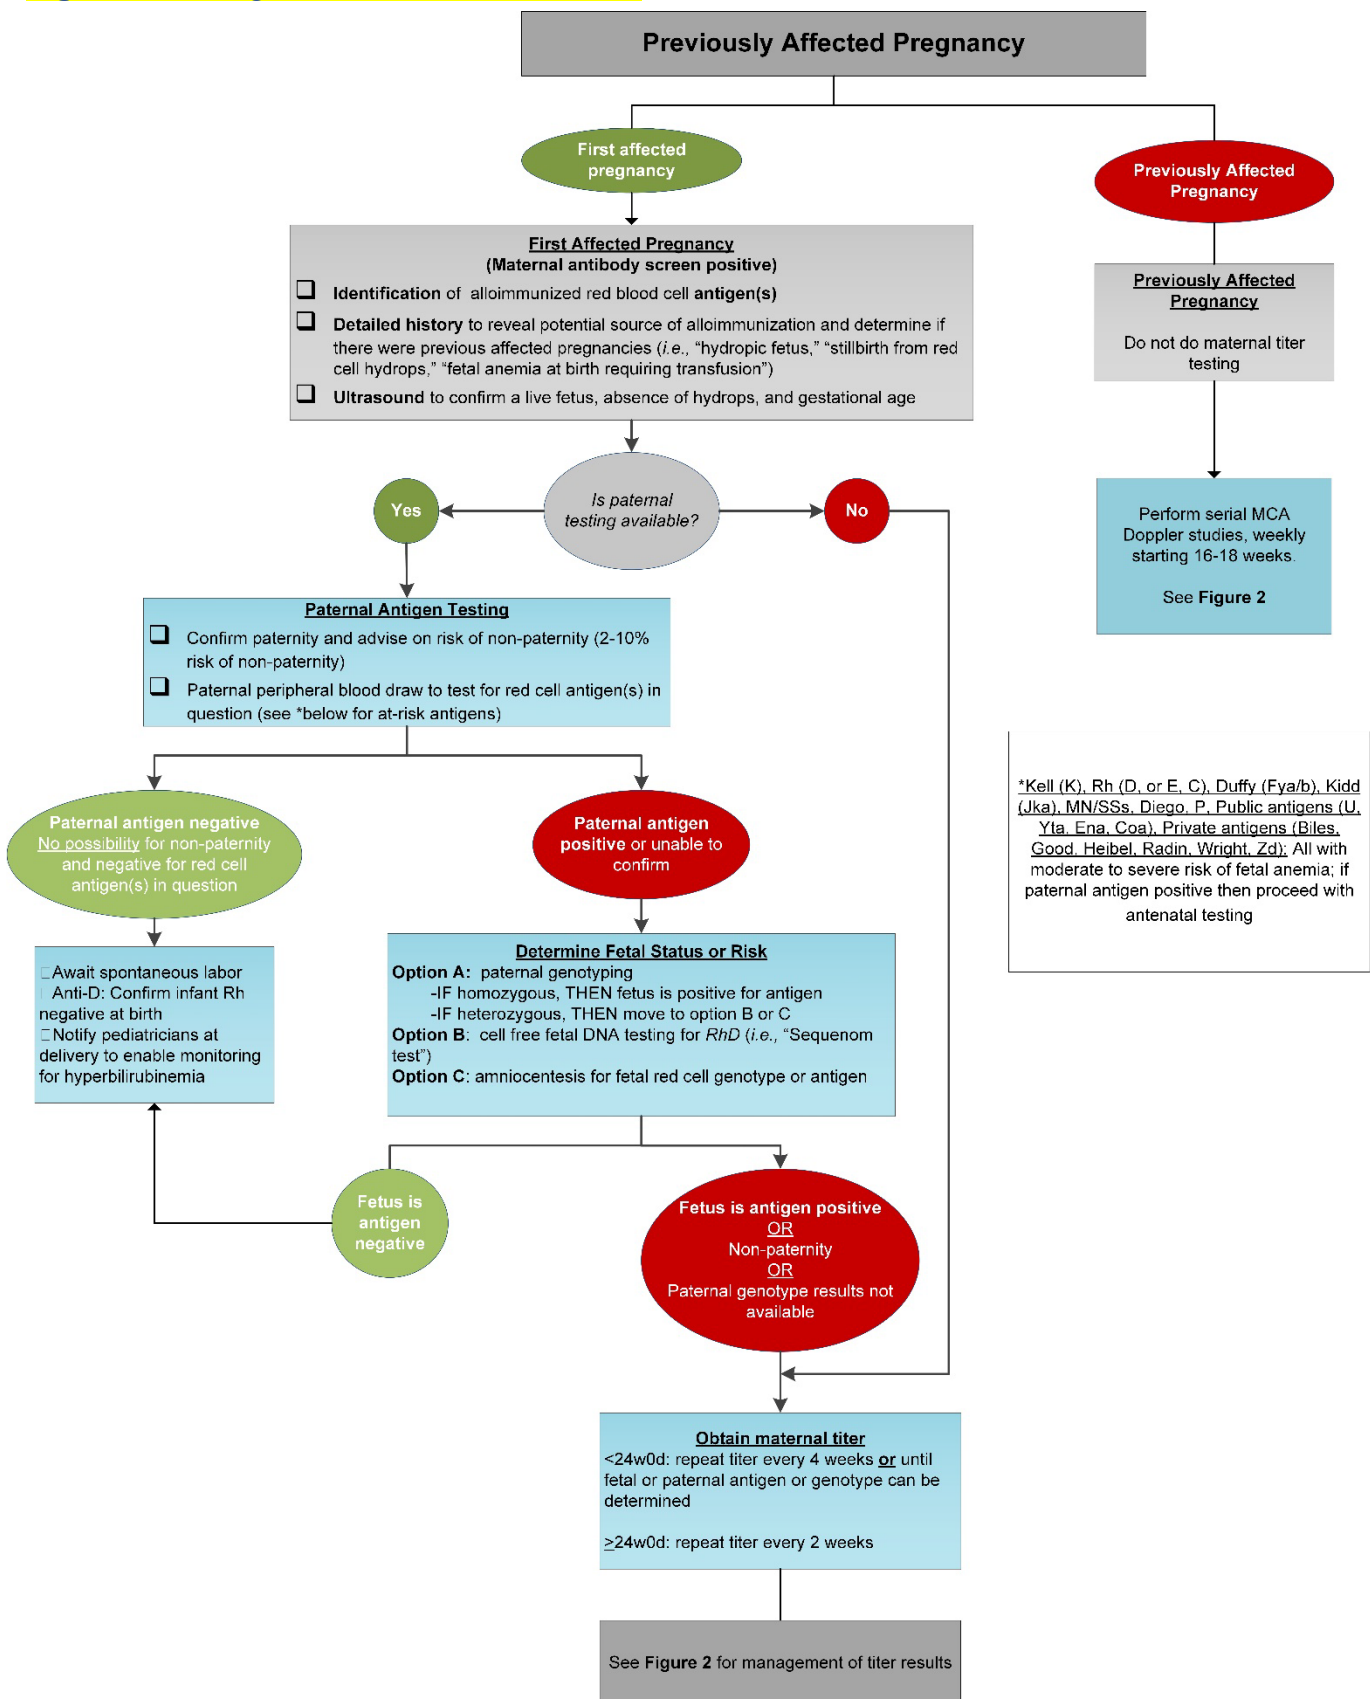 Previously Affected Pregnancy
First affected
pregnancy
Previously Affected
Pregnancy
First Affected Pregnancy
(Maternal antibody screen positive)
❑ Identification of alloimmunized red blood cell antigen(s)
❑ Detailed history to reveal potential source of alloimmunization and determine if
there were previous affected pregnancies (i.e., “hydropic fetus,” “stillbirth from red
cell hydrops,” “fetal anemia at birth requiring transfusion”)
❑ Ultrasound to confirm a live fetus, absence of hydrops, and gestational age
Previously Affected
Pregnancy
Do not do maternal titer
testing
Is paternal
testing available?
Yes
No
Perform serial MCA
Doppler studies, weekly
starting 16-18 weeks.
See Figure 2
Paternal Antigen Testing
❑ Confirm paternity and advise on risk of non-paternity (2-10%
risk of non-paternity)
❑ Paternal peripheral blood draw to test for red cell antigen(s) in
question (see *below for at-risk antigens)
*Kell (K), Rh (D, or E, C), Duffy (Fya/b), Kidd
(Jka), MN/SSs, Diego, P, Public antigens (U,
Yta, Ena, Coa), Private antigens (Biles,
Good, Heibel, Radin, Wright, Zd): All with
moderate to severe risk of fetal anemia; if
paternal antigen positive then proceed with
antenatal testing
Paternal antigen negative
No possibility for non-paternity
and negative for red cell
antigen(s) in question
Paternal antigen
positive or unable to
confirm
Await spontaneous labor
Anti-D: Confirm infant Rh
negative at birth
Notify pediatricians at
delivery to enable monitoring
for hyperbilirubinemia
Determine Fetal Status or Risk
Option A: paternal genotyping
-IF homozygous, THEN fetus is positive for antigen
-IF heterozygous, THEN move to option B or C
Option B: cell free fetal DNA testing for RhD (i.e., “Sequenom
test”)
Option C: amniocentesis for fetal red cell genotype or antigen
Fetus is
antigen
negative
Fetus is antigen positive
OR
Non-paternity
OR
Paternal genotype results not
available
Obtain maternal titer
<24w0d: repeat titer every 4 weeks or until
fetal or paternal antigen or genotype can be
determined
≥24w0d: repeat titer every 2 weeks
See Figure 2 for management of titer results